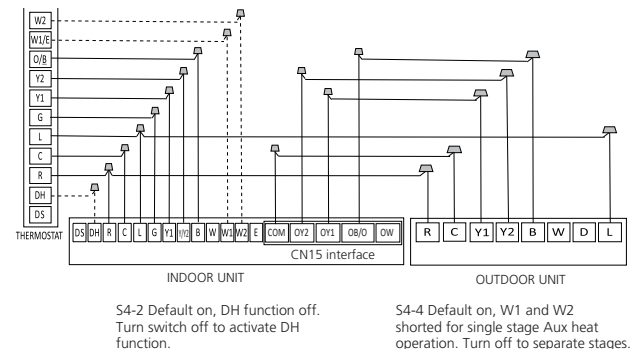 W2
W1/E
O/B
Y2
Y1
G
L
C
R
DH
DS
THERMOSTAT
DS DH R C L G Y1 Y/Y2 B W W1 W2 E COM OY2 OY1 OB/O OW
CN15 interface
R C Y1 Y2 B W D L
INDOOR UNIT
OUTDOOR UNIT
S4-2 Default on, DH function off.
Turn switch off to activate DH
function.
S4-4 Default on, W1 and W2
shorted for single stage Aux heat
operation. Turn off to separate stages.